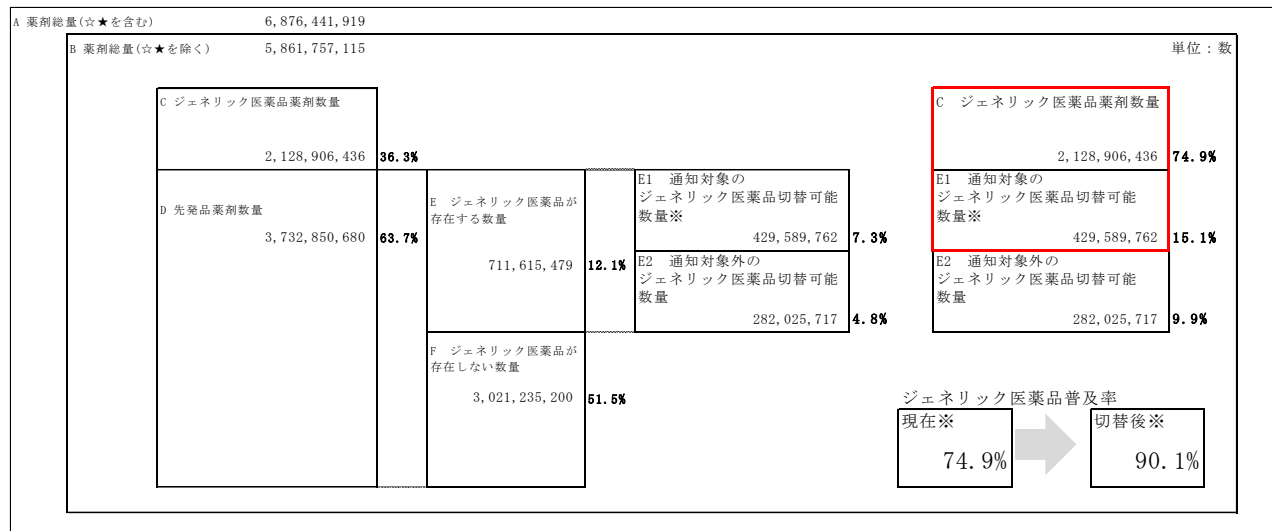 A 薬剤総量(☆★を含む) 6,876,441,919
B 薬剤総量(☆★を除く) 5,861,757,115
単位：数
C ジェネリック医薬品薬剤数量
2,128,906,436 36.3%
D 先発品薬剤数量
3,732,850,680 63.7%
E ジェネリック医薬品が
存在する数量
711,615,479 12.1%
F ジェネリック医薬品が
存在しない数量
3,021,235,200 51.5%
E1 通知対象の
ジェネリック医薬品切替可能
数量※
429,589,762 7.3%
E2 通知対象外の
ジェネリック医薬品切替可能
数量
282,025,717 4.8%
C ジェネリック医薬品薬剤数量
2,128,906,436 74.9%
E1 通知対象の
ジェネリック医薬品切替可能
数量※
429,589,762 15.1%
E2 通知対象外の
ジェネリック医薬品切替可能
数量
282,025,717 9.9%
ジェネリック医薬品普及率
現在※
74.9%
切替後※
90.1%